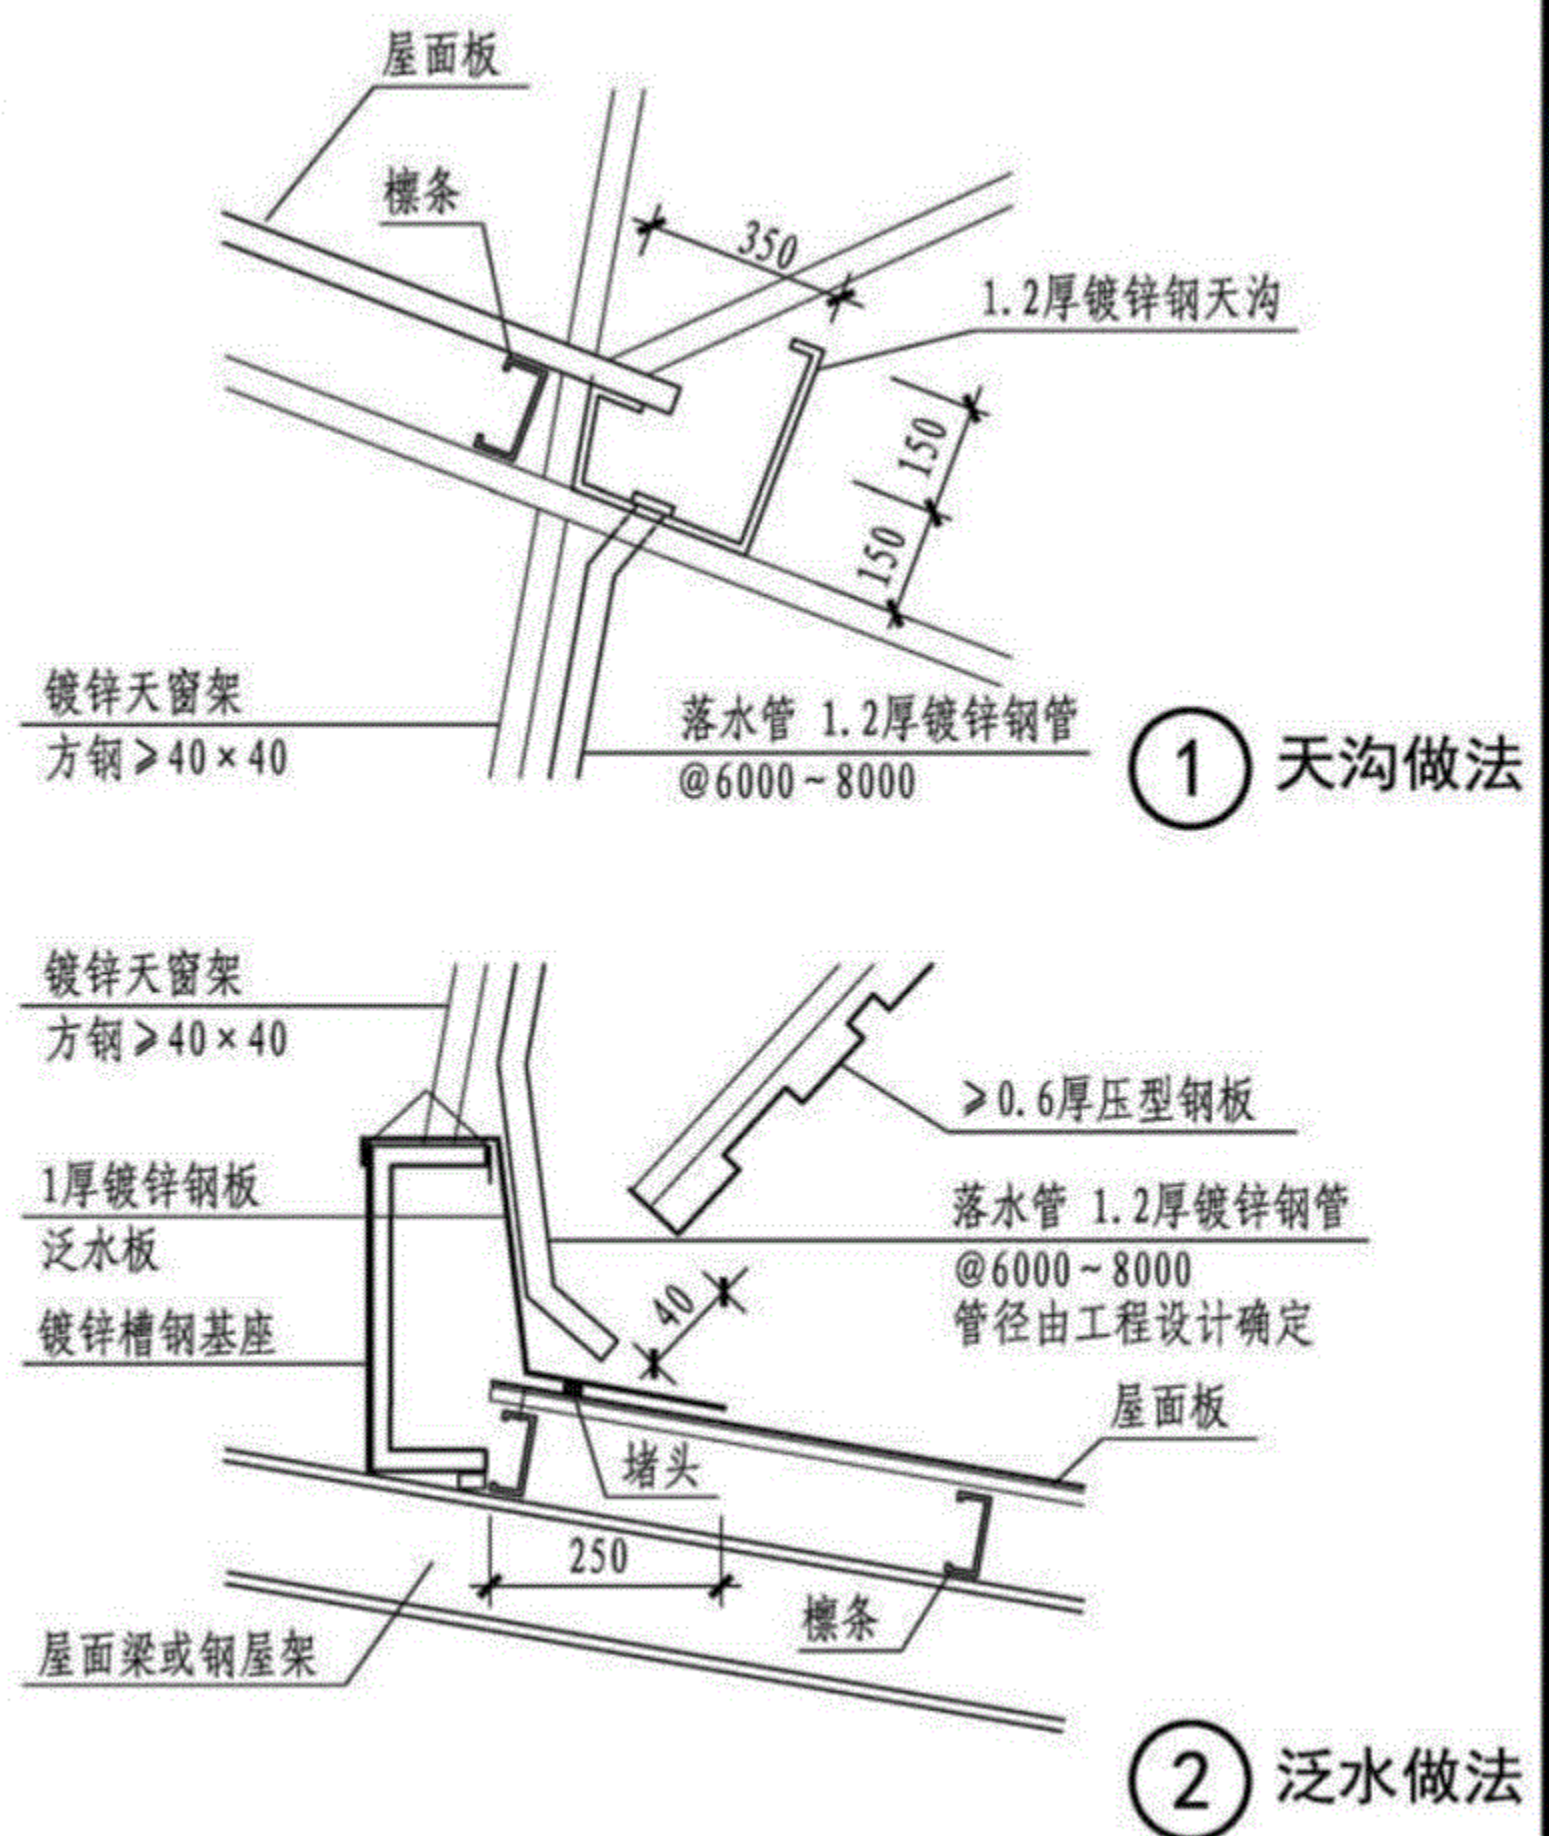 屋面板
檩条
350
1.2厚镀锌钢天沟
150
150
镀锌天窗架
方钢≥40×40
落水管 1.2厚镀锌钢管
@6000~8000
1 天沟做法
镀锌天窗架
方钢≥40×40
≥0.6厚压型钢板
1厚镀锌钢板
泛水板
落水管 1.2厚镀锌钢管
@6000~8000
管径由工程设计确定
40
镀锌槽钢基座
屋面板
堵头
250
檩条
屋面梁或钢屋架
2 泛水做法